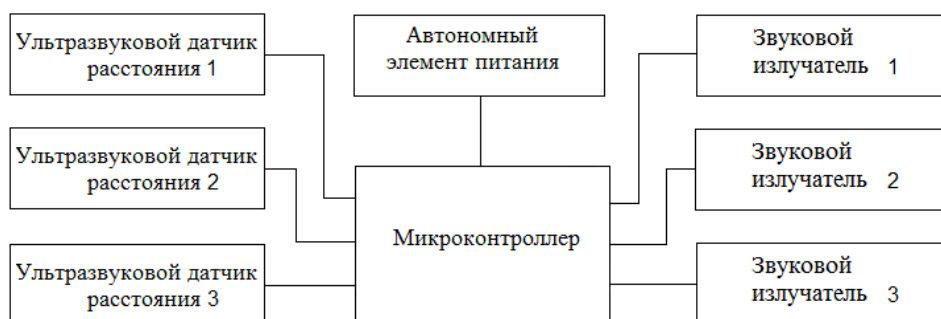 Ультразвуковой датчик
расстояния 1
Автономный
элемент питания
Звуковой
излучатель 1
Ультразвуковой датчик
расстояния 2
Звуковой
излучатель 2
Микроконтроллер
Ультразвуковой датчик
расстояния 3
Звуковой
излучатель 3